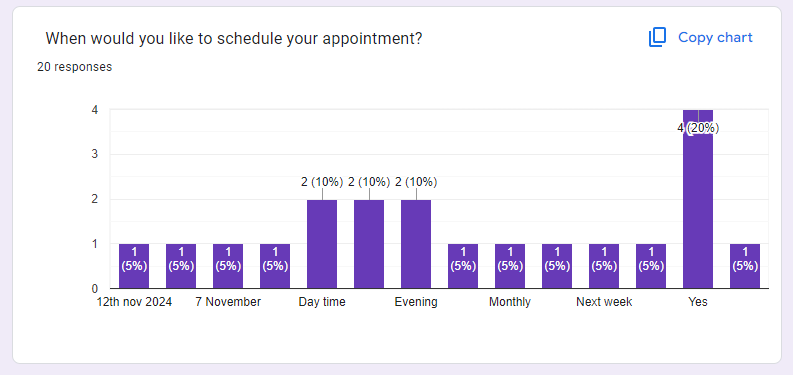 When would you like to schedule your appointment?
Copy chart
20 responses
4
3
2
1
0
1 (5%)
1 (5%)
1 (5%)
1 (5%)
2 (10%)
2 (10%)
2 (10%)
1 (5%)
1 (5%)
1 (5%)
1 (5%)
1 (5%)
4 (20%)
1 (5%)
12th nov 2024
7 November
Day time
Evening
Monthly
Next week
Yes